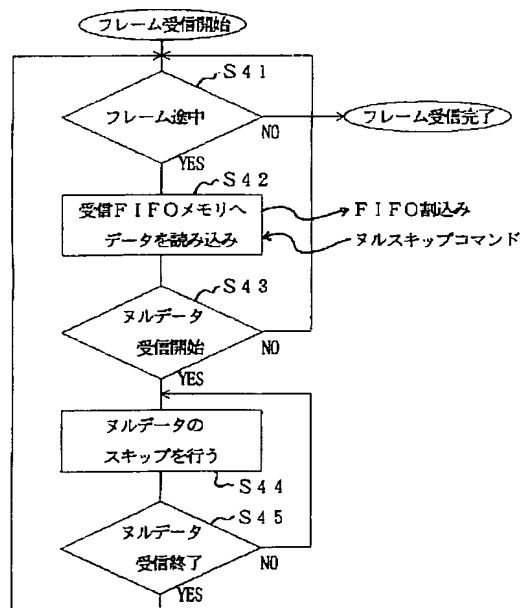 フレーム受信開始
S41
フレーム途中
NO
フレーム受信完了
YES
S42
受信FIFOメモリへ
データを読み込み
FIFO割込み
ヌルスキップコマンド
S43
ヌルデータ
受信開始
NO
YES
ヌルデータの
スキップを行う
S44
S45
ヌルデータ
受信終了
NO
YES